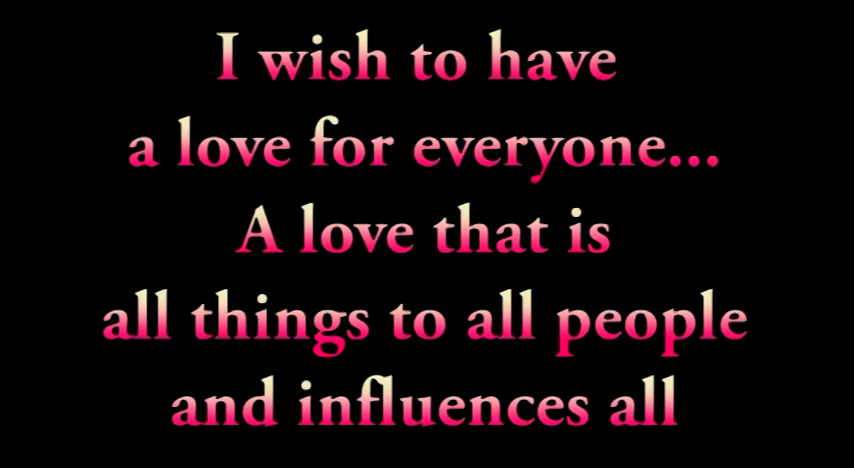 I wish to have
a love for everyone...
A love that is
all things to all people
and influences all